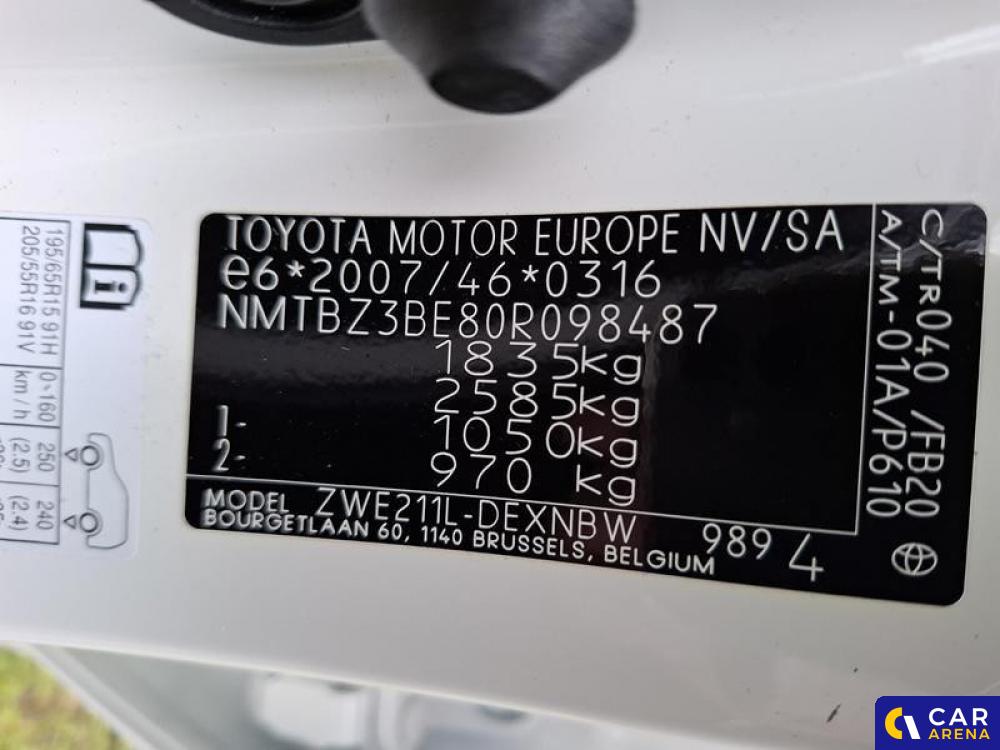 TOYOTA MOTOR EUROPE NV/SA
e6*2007/46*0316
NMTBZ3BE80R098487
1835kg
2585kg
1- 1050kg
2- 970 kg
MODEL ZWE211L-DEXNBW 989 4
BOURGETLAAN 60, 1140 BRUSSELS, BELGIUM
C/TR040 /FB20
A/TM-01A/P610
195/65R15 91H
205/55R16 91V
0~160
km/h
250
(2.5)
240
(2.4)
CAR
ARENA